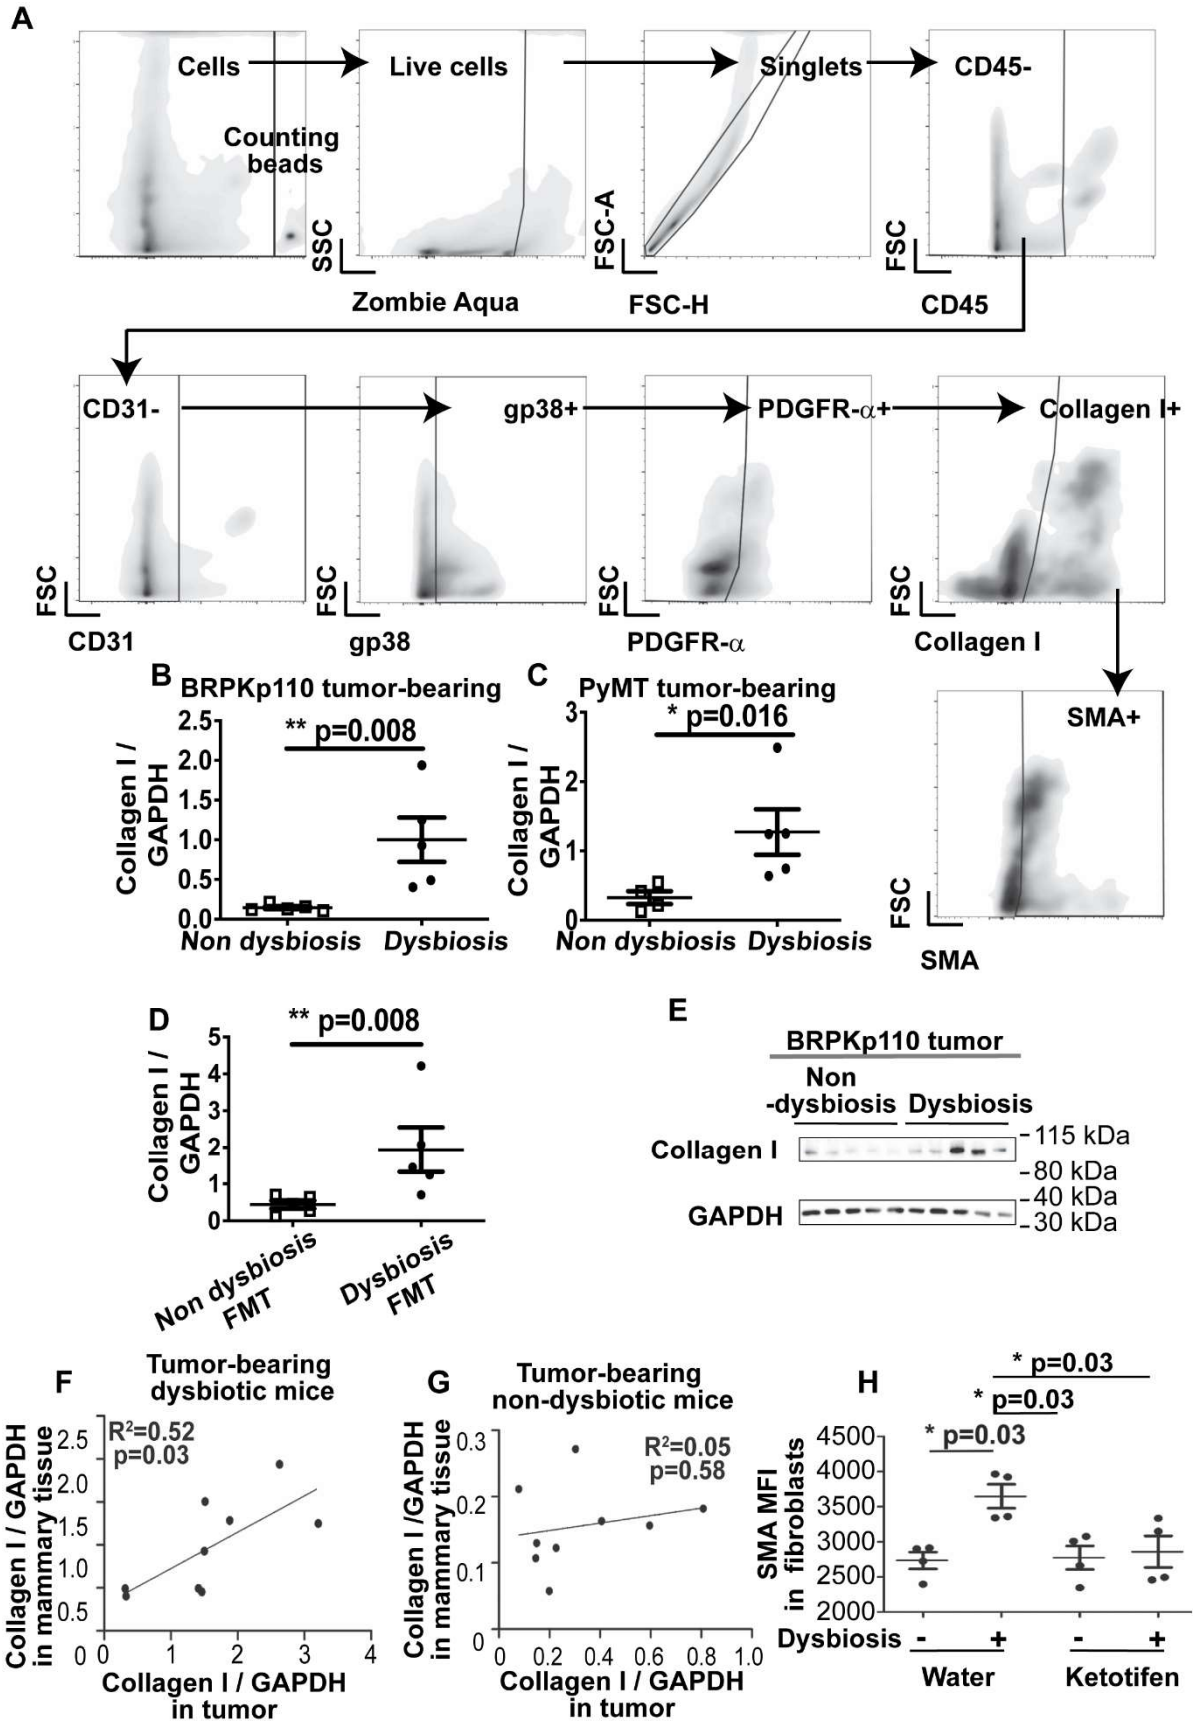 A
Cells
Live cells
Singlets
CD45-
Counting
beads
SSC
FSC-A
FSC
Zombie Aqua
FSC-H
CD45
CD31-
gp38+
PDGFR-α+
Collagen I+
FSC
FSC
FSC
FSC
CD31
gp38
PDGFR-α
Collagen I
SMA+
FSC
SMA
B
BRPKp110 tumor-bearing
** p=0.008
Collagen I /
GAPDH
2.5
2.0
1.5
1.0
0.5
0.0
Non dysbiosis
Dysbiosis
C
PyMT tumor-bearing
* p=0.016
Collagen I /
GAPDH
3
2
1
0
Non dysbiosis
Dysbiosis
D
** p=0.008
Collagen I /
GAPDH
5
4
3
2
1
0
Non dysbiosis
FMT
Dysbiosis
FMT
E
BRPKp110 tumor
Non
-dysbiosis
Dysbiosis
Collagen I
GAPDH
-115 kDa
-80 kDa
-40 kDa
-30 kDa
F
Tumor-bearing
dysbiotic mice
R²=0.52
p=0.03
Collagen I / GAPDH
in mammary tissue
2.5
2.0
1.5
1.0
0.5
0 1 2 3 4
Collagen I / GAPDH
in tumor
G
Tumor-bearing
non-dysbiotic mice
R²=0.05
p=0.58
Collagen I /GAPDH
in mammary tissue
0.3
0.2
0.1
0
0 0.2 0.4 0.6 0.8 1.0
Collagen I / GAPDH
in tumor
H
* p=0.03
* p=0.03
* p=0.03
SMA MFI
in fibroblasts
4500
4000
3500
3000
2500
2000
Dysbiosis - + - +
Water
Ketotifen